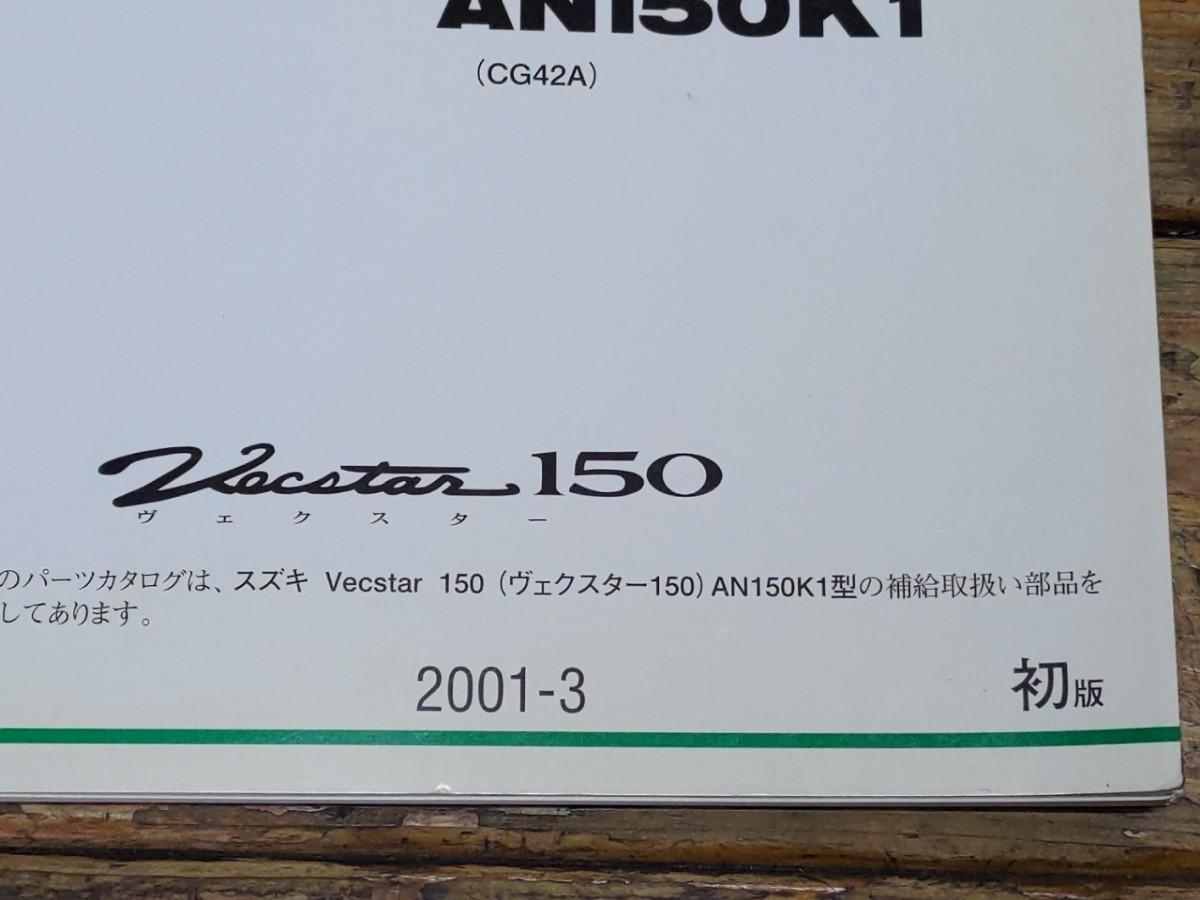 AN150K1
(CG42A)
Vecstar 150
ヴェクスター
のパーツカタログは、スズキ Vecstar 150 (ヴェクスター150) AN150K1型の補給取扱い部品を
してあります。
2001-3
初版